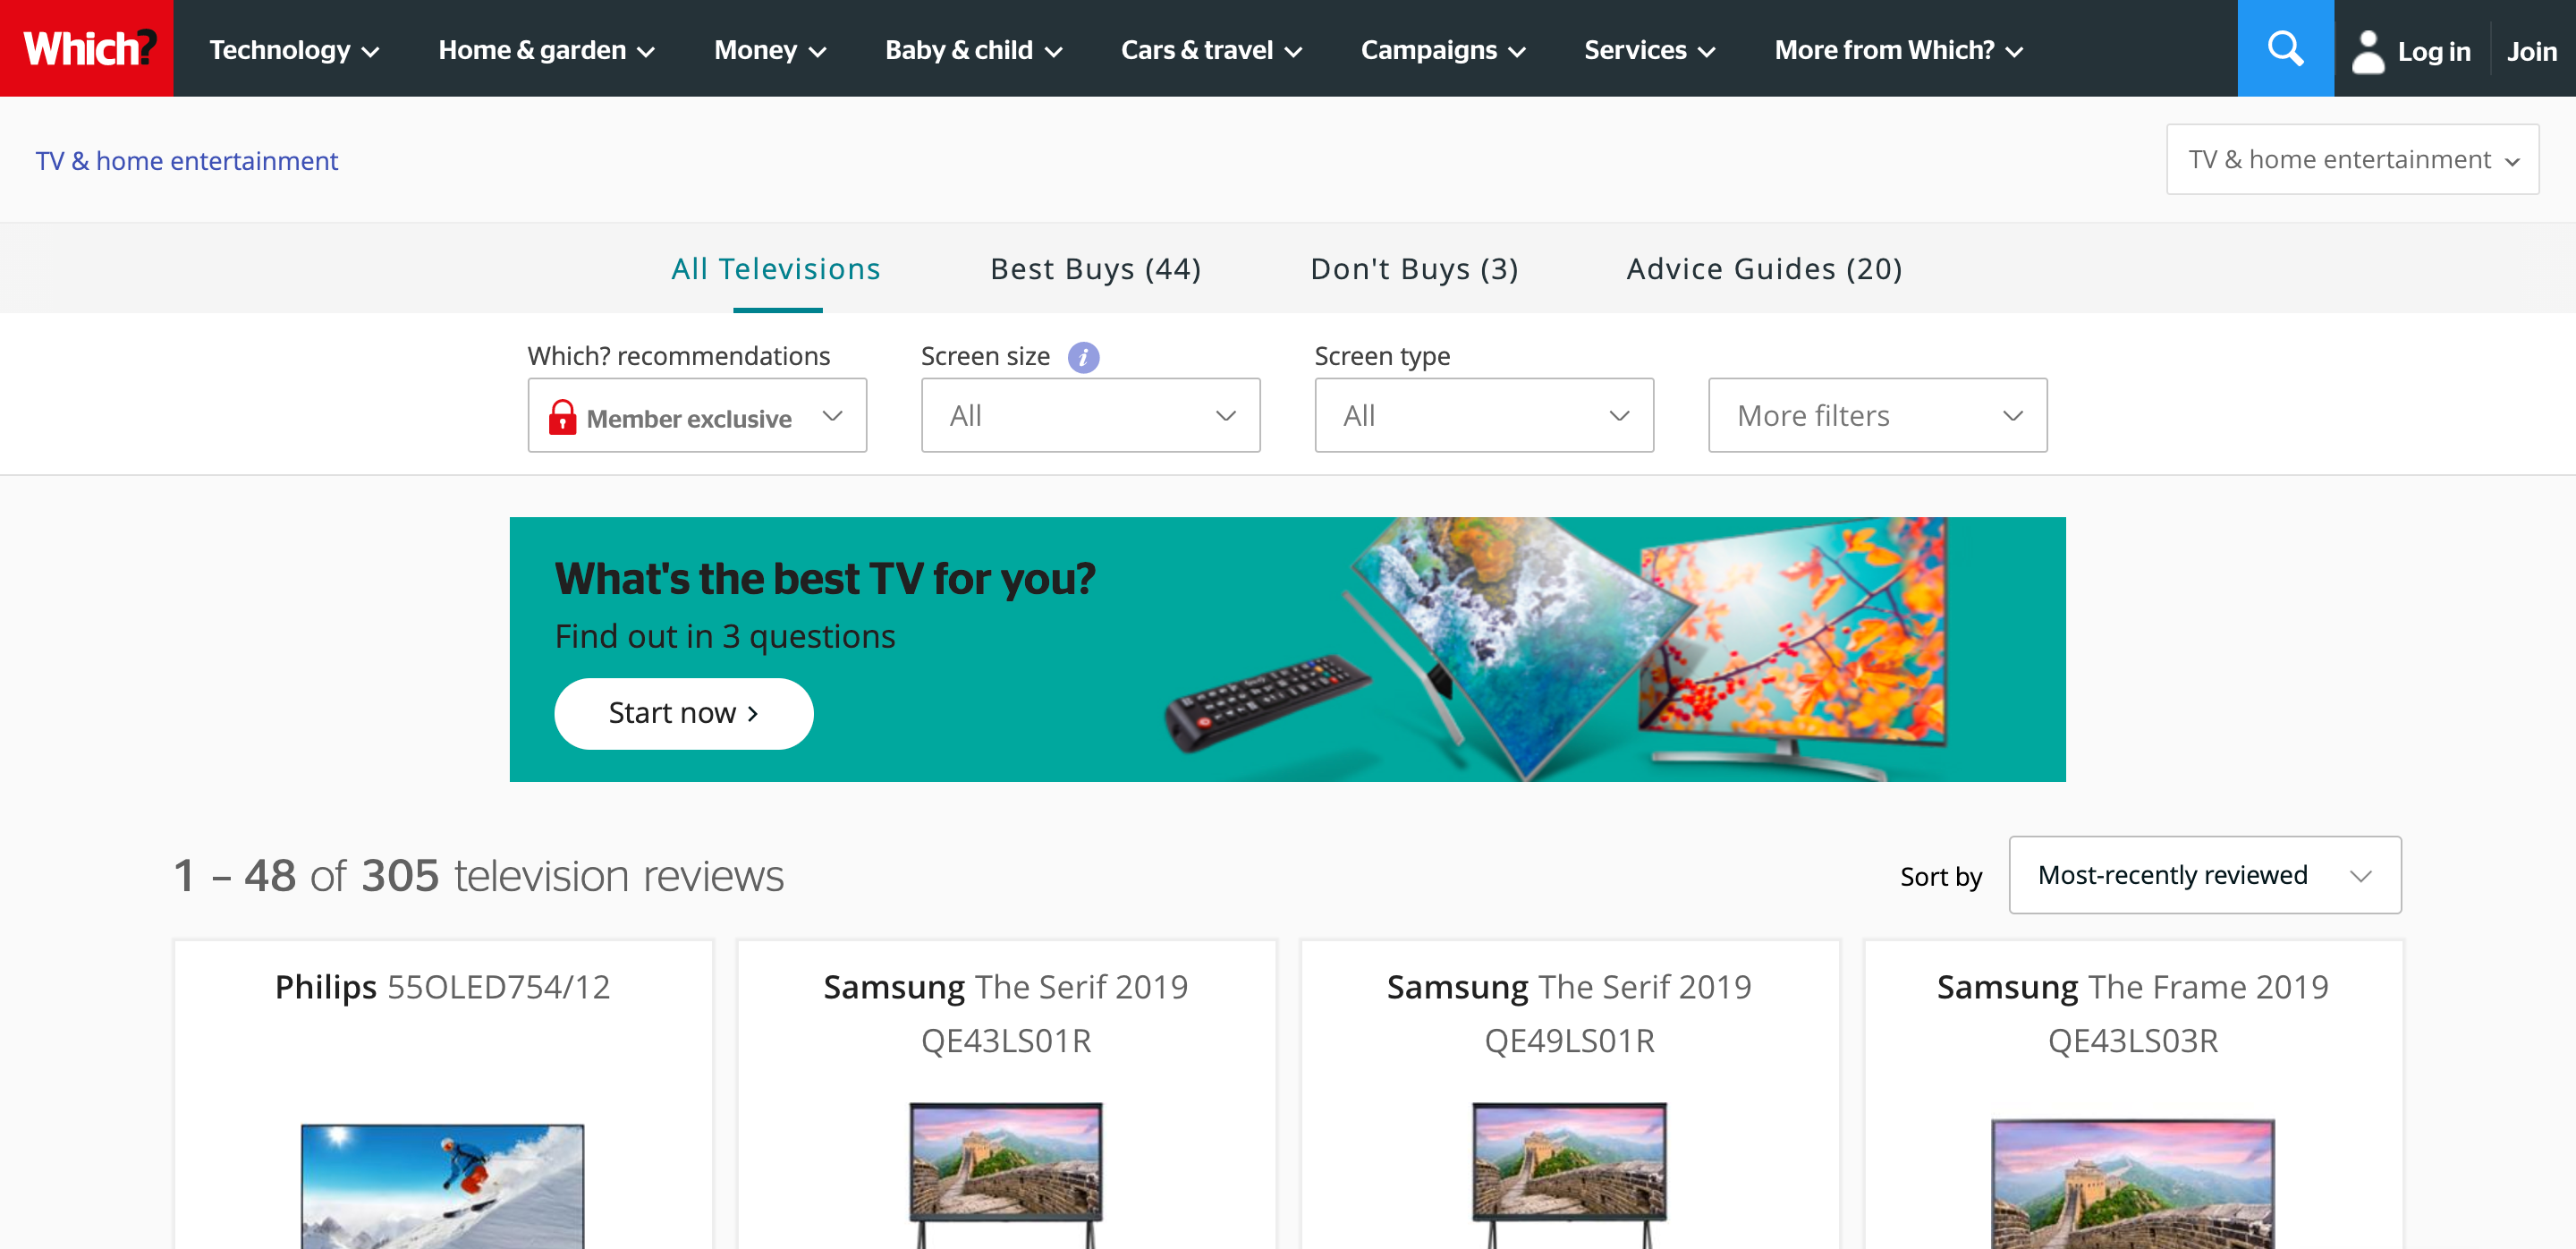 Which?
Technology
Home & garden
Money
Baby & child
Cars & travel
Campaigns
Services
More from Which?
Log in
Join
TV & home entertainment
TV & home entertainment
All Televisions
Best Buys (44)
Don't Buys (3)
Advice Guides (20)
Which? recommendations
Member exclusive
Screen size i
All
Screen type
All
More filters
What's the best TV for you?
Find out in 3 questions
Start now
1 – 48 of 305 television reviews
Sort by
Most-recently reviewed
Philips 55OLED754/12
Samsung The Serif 2019
QE43LS01R
Samsung The Serif 2019
QE49LS01R
Samsung The Frame 2019
QE43LS03R